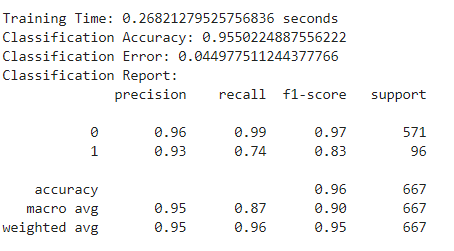 Training Time: 0.26821279525756836 seconds
Classification Accuracy: 0.9550224887556222
Classification Error: 0.044977511244377766
Classification Report:
precision recall f1-score support
0 0.96 0.99 0.97 571
1 0.93 0.74 0.83 96
accuracy 0.96 667
macro avg 0.95 0.87 0.90 667
weighted avg 0.95 0.96 0.95 667